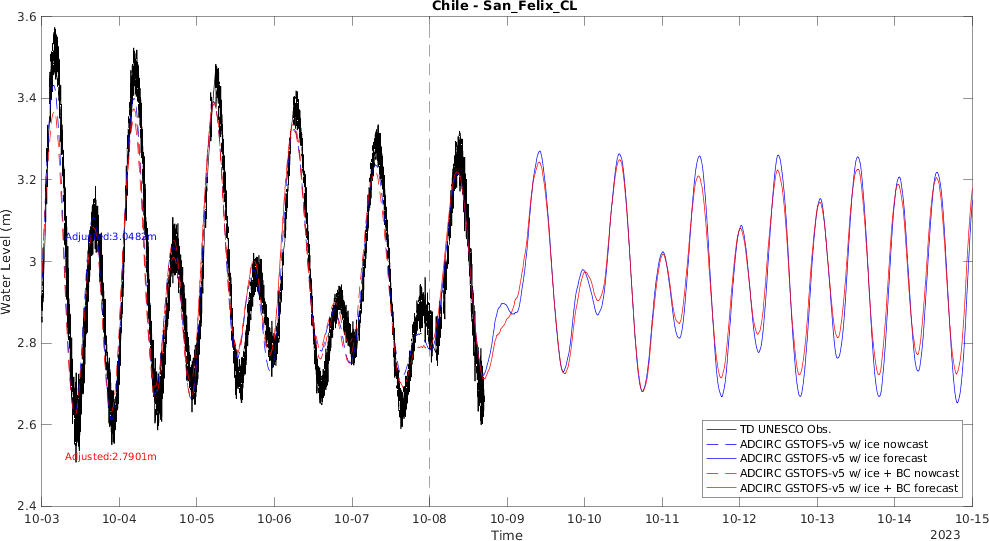 Chile - San_Felix_CL
3.6
3.4
3.2
3
2.8
2.6
2.4
Water Level (m)
Adjusted:3.0482m
Adjusted:2.7901m
TD UNESCO Obs.
ADCIRC GSTOFS-v5 w/ ice nowcast
ADCIRC GSTOFS-v5 w/ ice forecast
ADCIRC GSTOFS-v5 w/ ice + BC nowcast
ADCIRC GSTOFS-v5 w/ ice + BC forecast
10-03 10-04 10-05 10-06 10-07 10-08 10-09 10-10 10-11 10-12 10-13 10-14 10-15
Time
2023